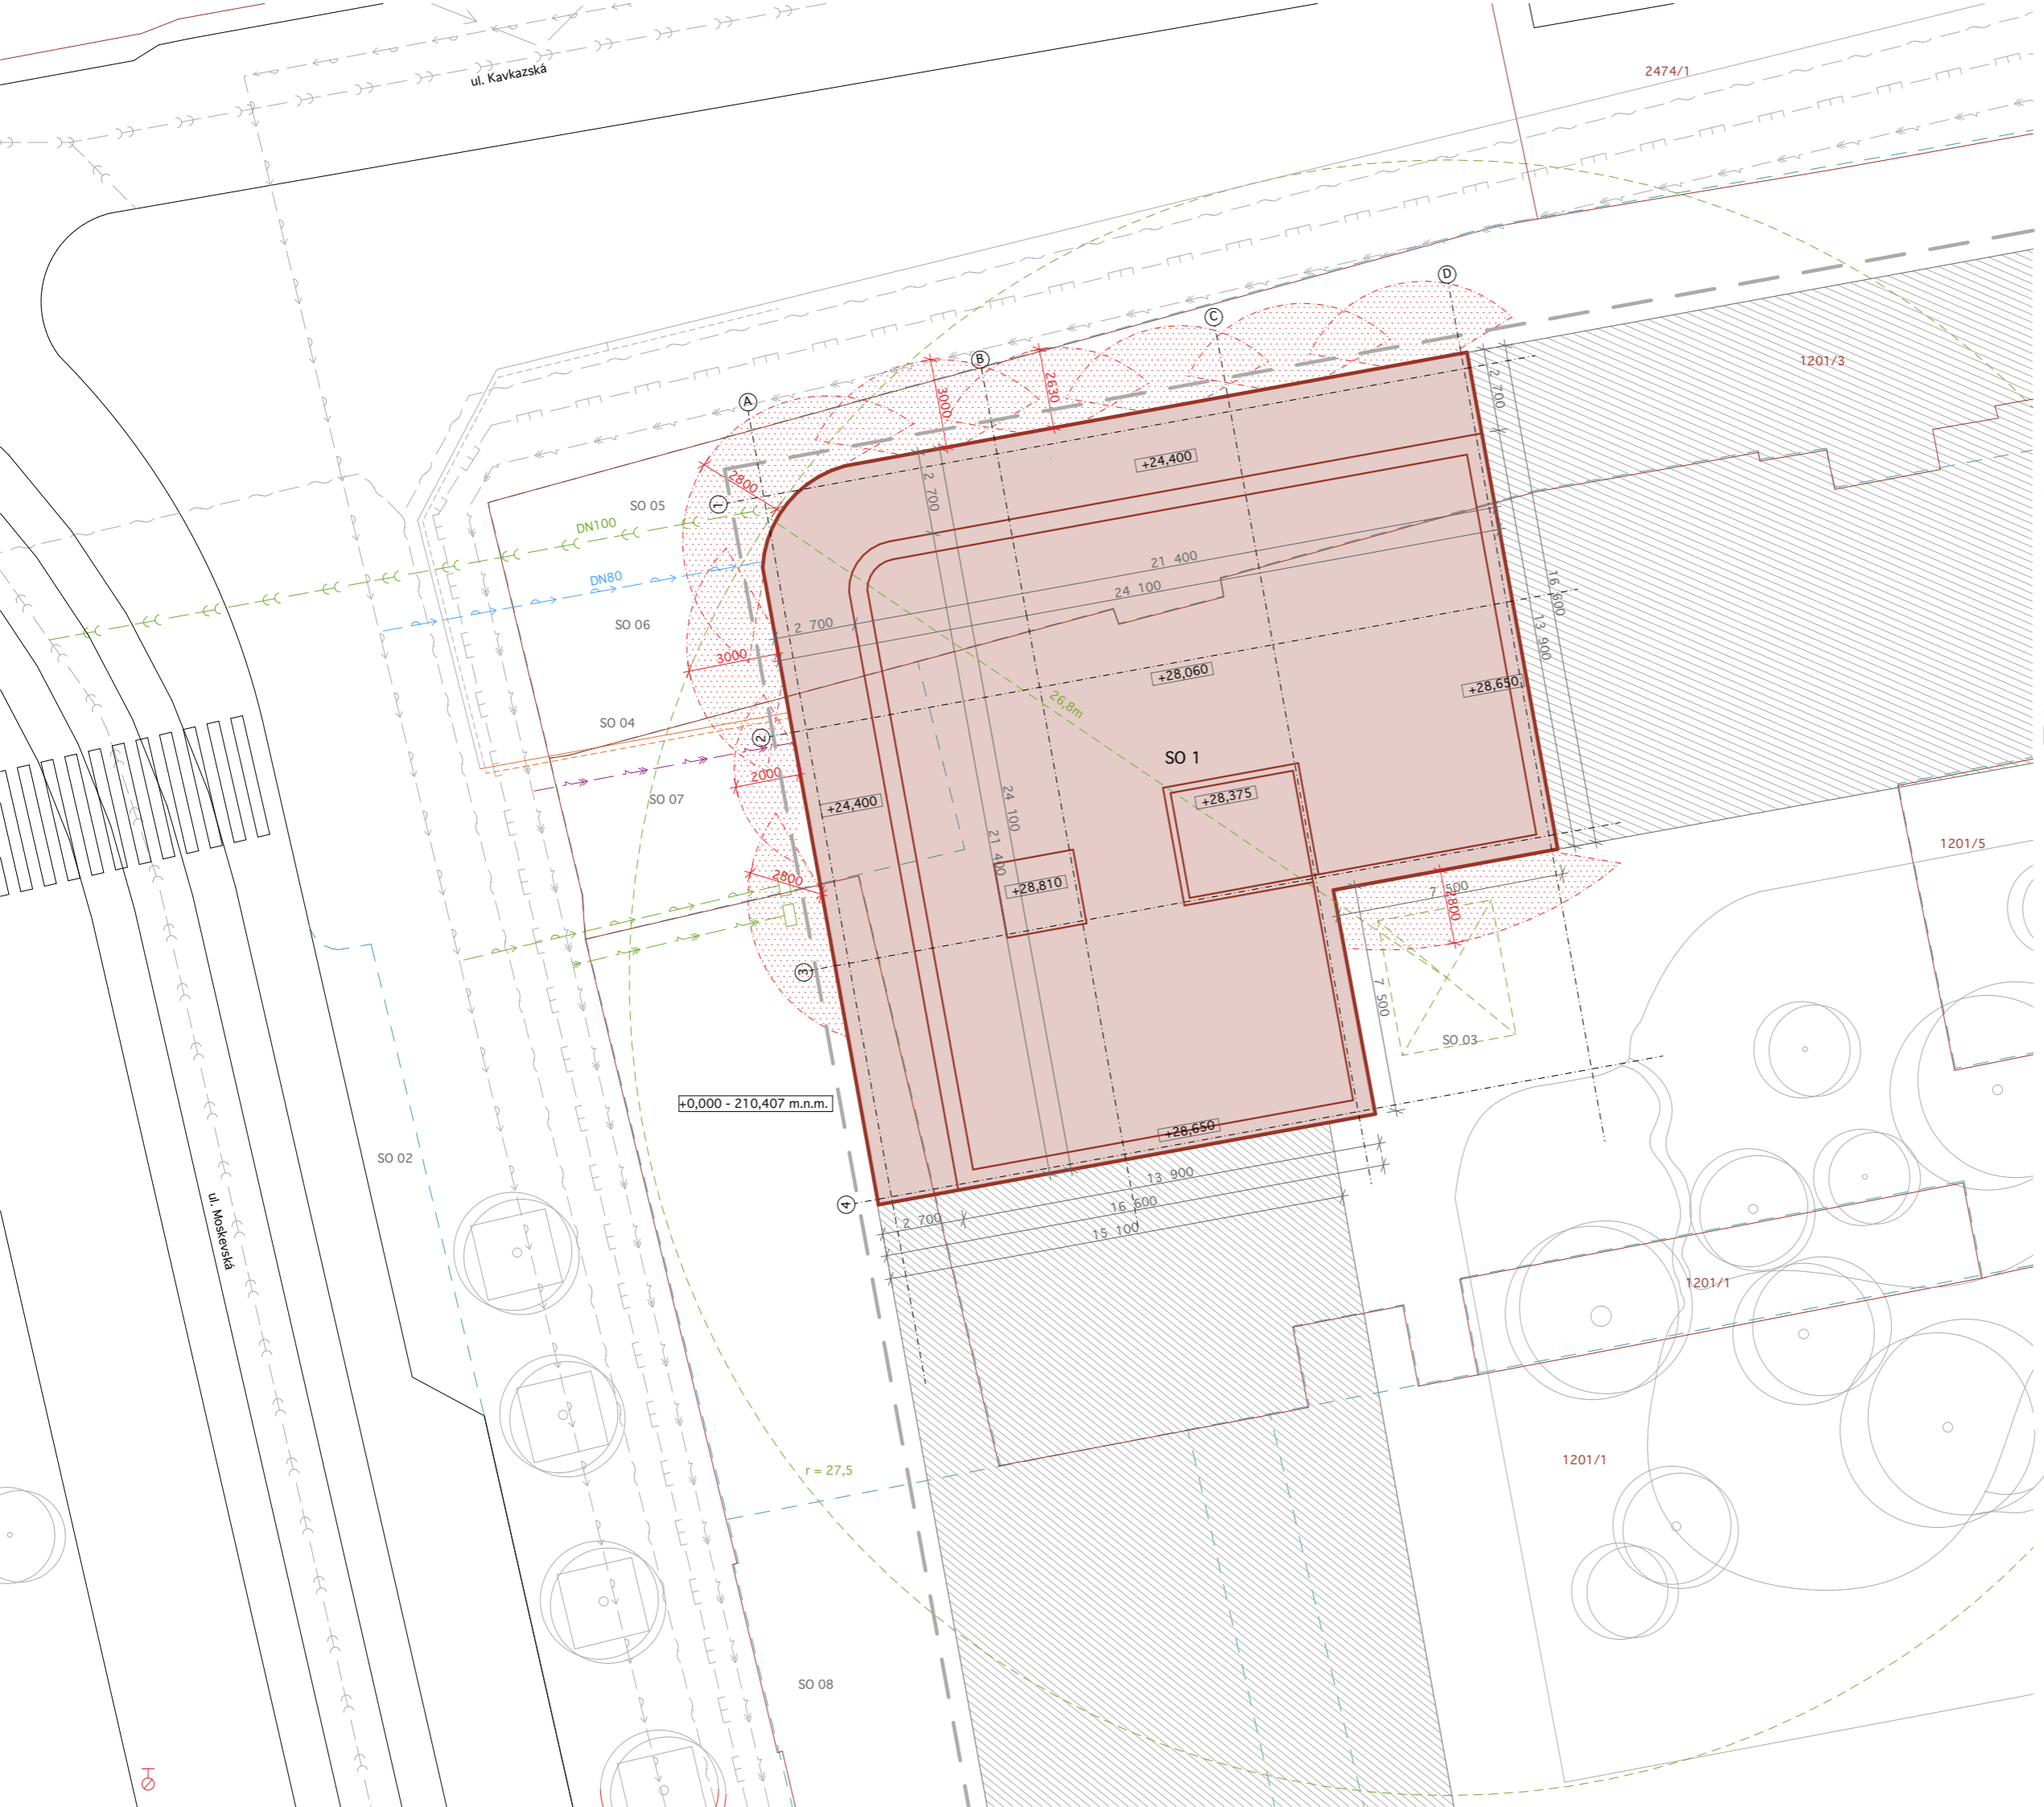 ul. Kavkazská
2474/1
D
C
B
A
1201/3
2630
3000
2 700
+24,400
2800
1
2 700
SO 05
DN100
21 400
24 100
DN80
SO 06
2 700
16 600
13 900
3000
+28,060
+28,650
26,8m
SO 04
2
SO 1
2000
SO 07
+24,400
+28,375
24 100
21 400
1201/5
2800
+28,810
7 500
2800
3
7 500
SO 03
+0,000 - 210,407 m.n.m.
+28,650
SO 02
13 900
16 600
15 100
2 700
4
ul. Moskevská
1201/1
1201/1
r = 27,5
SO 08